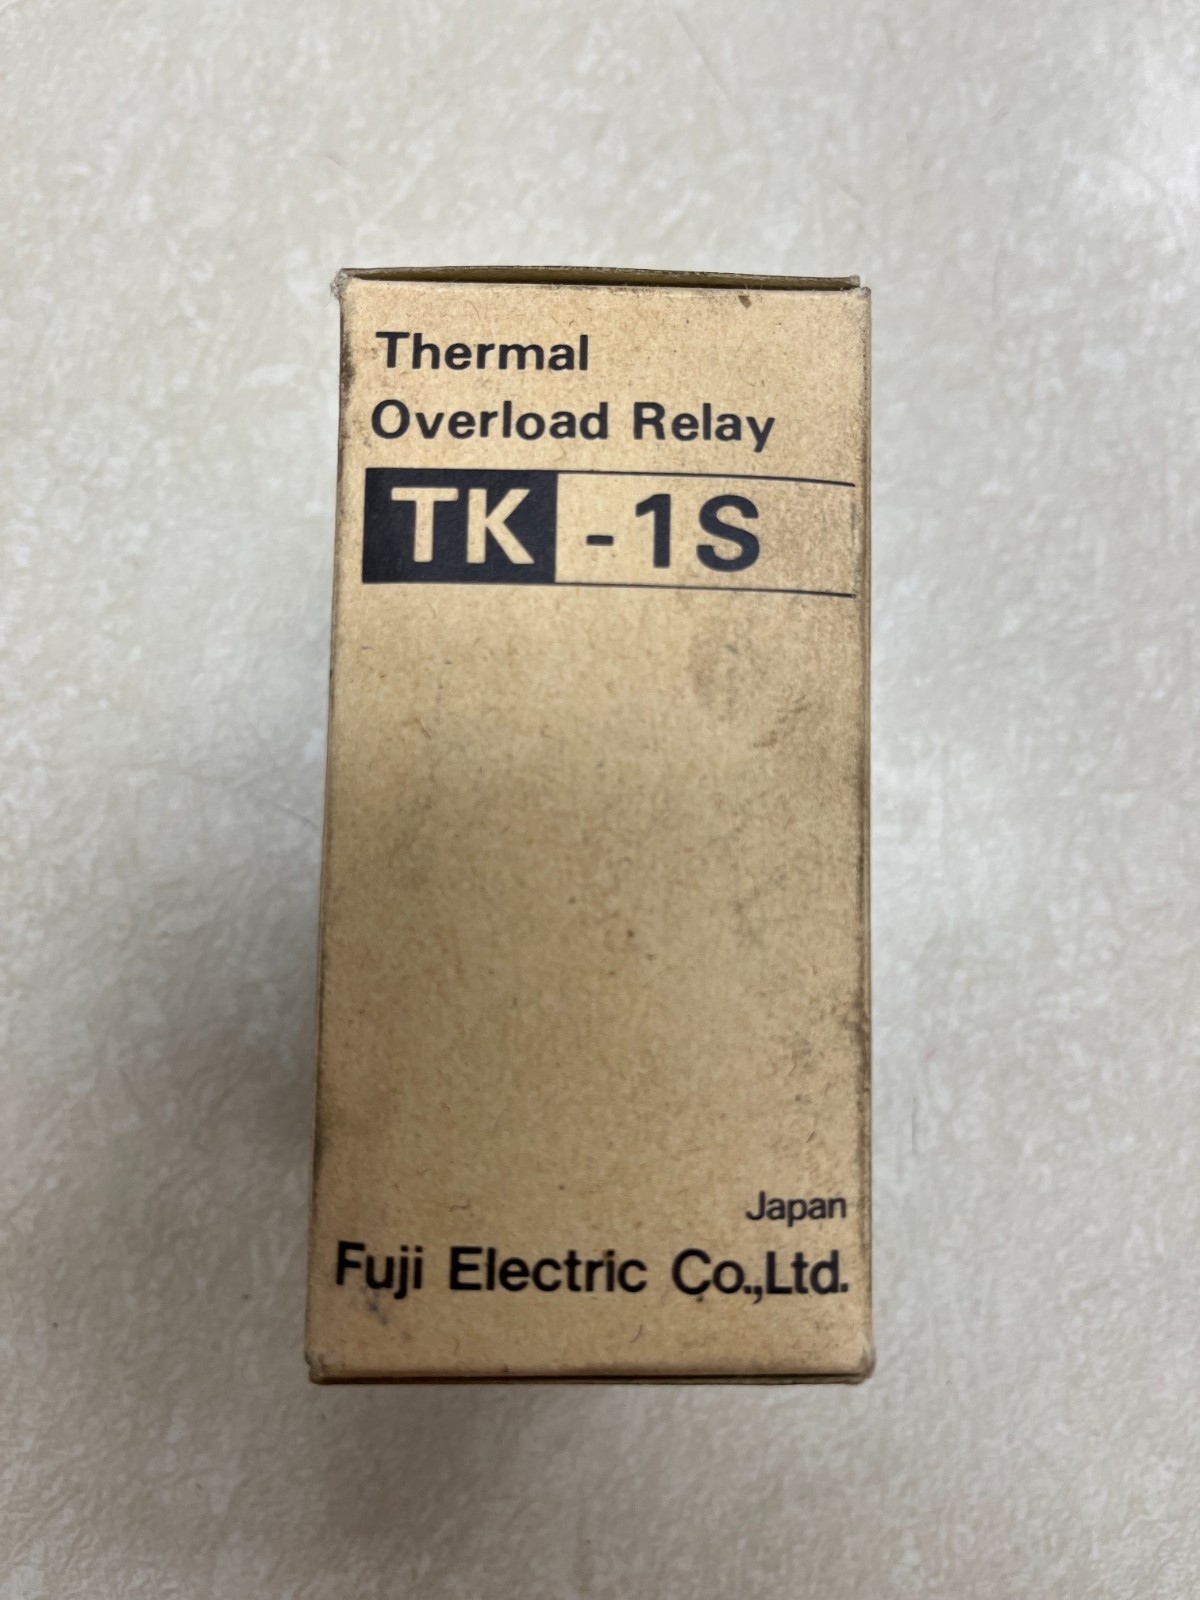 Thermal
Overload Relay
TK -1S
Japan
Fuji Electric Co.,Ltd.